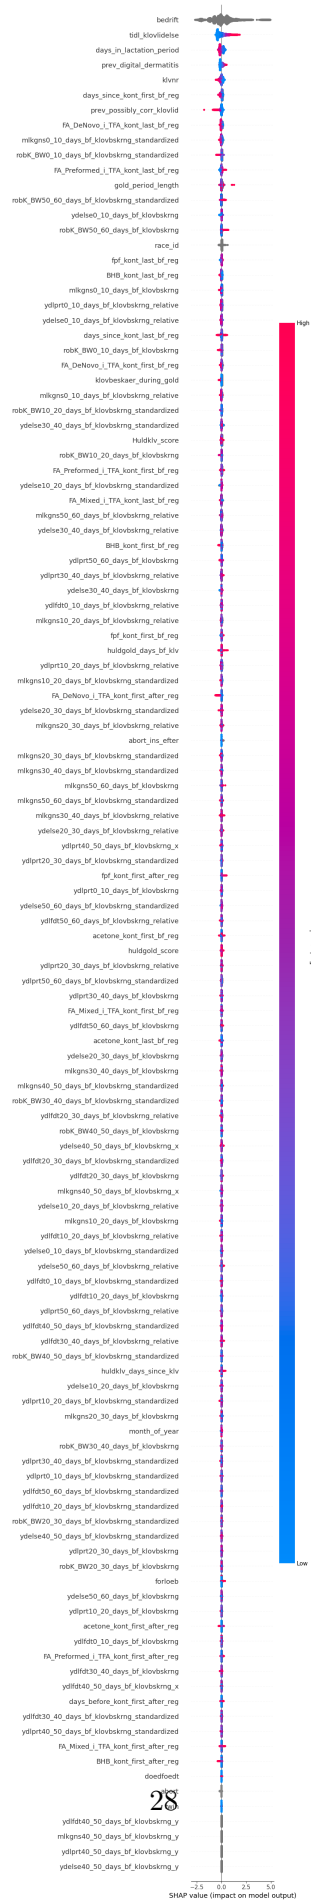 bedrift
tidl_klovlidelse
days_in_lactation_period
prev_digital_dermatitis
klvnr
days_since_kont_first_bf_reg
prev_possibly_corr_klovlid
FA_DeNovo_i_TFA_kont_last_bf_reg
mlkgns0_10_days_bf_klovbskrng_standardized
robK_BW0_10_days_bf_klovbskrng_standardized
FA_Preformed_i_TFA_kont_last_bf_reg
gold_period_length
robK_BW50_60_days_bf_klovbskrng_standardized
ydelse0_10_days_bf_klovbskrng
robK_BW50_60_days_bf_klovbskrng
race_id
fpf_kont_last_bf_reg
BHB_kont_last_bf_reg
mlkgns0_10_days_bf_klovbskrng
ydlprt0_10_days_bf_klovbskrng_relative
ydelse0_10_days_bf_klovbskrng_relative
days_since_kont_last_bf_reg
robK_BW0_10_days_bf_klovbskrng
FA_DeNovo_i_TFA_kont_first_bf_reg
klovbeskaer_during_gold
mlkgns0_10_days_bf_klovbskrng_relative
robK_BW10_20_days_bf_klovbskrng_standardized
ydelse30_40_days_bf_klovbskrng_standardized
Huldklv_score
robK_BW10_20_days_bf_klovbskrng
FA_Preformed_i_TFA_kont_first_bf_reg
ydelse10_20_days_bf_klovbskrng_standardized
FA_Mixed_i_TFA_kont_last_bf_reg
mlkgns50_60_days_bf_klovbskrng_relative
ydelse30_40_days_bf_klovbskrng_relative
BHB_kont_first_bf_reg
ydlprt50_60_days_bf_klovbskrng
ydlprt30_40_days_bf_klovbskrng_relative
ydelse30_40_days_bf_klovbskrng
ydlfdt0_10_days_bf_klovbskrng_relative
mlkgns10_20_days_bf_klovbskrng_relative
fpf_kont_first_bf_reg
huldgold_days_bf_klv
ydlprt10_20_days_bf_klovbskrng_relative
mlkgns10_20_days_bf_klovbskrng_standardized
FA_DeNovo_i_TFA_kont_first_after_reg
ydelse20_30_days_bf_klovbskrng_standardized
mlkgns20_30_days_bf_klovbskrng_relative
abort_ins_efter
mlkgns20_30_days_bf_klovbskrng_standardized
mlkgns30_40_days_bf_klovbskrng_standardized
mlkgns50_60_days_bf_klovbskrng
mlkgns50_60_days_bf_klovbskrng_standardized
mlkgns30_40_days_bf_klovbskrng_relative
ydelse20_30_days_bf_klovbskrng_relative
ydlprt40_50_days_bf_klovbskrng_x
ydlprt20_30_days_bf_klovbskrng_standardized
fpf_kont_first_after_reg
ydlprt0_10_days_bf_klovbskrng
ydelse50_60_days_bf_klovbskrng_standardized
ydlfdt50_60_days_bf_klovbskrng_relative
acetone_kont_first_bf_reg
huldgold_score
ydlprt20_30_days_bf_klovbskrng_relative
ydlprt50_60_days_bf_klovbskrng_standardized
ydlprt30_40_days_bf_klovbskrng
FA_Mixed_i_TFA_kont_first_bf_reg
ydlfdt50_60_days_bf_klovbskrng
acetone_kont_last_bf_reg
ydelse20_30_days_bf_klovbskrng
mlkgns30_40_days_bf_klovbskrng
mlkgns40_50_days_bf_klovbskrng_standardized
robK_BW30_40_days_bf_klovbskrng_standardized
ydlfdt20_30_days_bf_klovbskrng_relative
robK_BW40_50_days_bf_klovbskrng
ydelse40_50_days_bf_klovbskrng_x
ydlfdt20_30_days_bf_klovbskrng_standardized
ydlfdt20_30_days_bf_klovbskrng
mlkgns40_50_days_bf_klovbskrng_x
ydelse10_20_days_bf_klovbskrng_relative
mlkgns10_20_days_bf_klovbskrng
ydlfdt10_20_days_bf_klovbskrng_relative
ydelse0_10_days_bf_klovbskrng_standardized
ydelse50_60_days_bf_klovbskrng_relative
ydlfdt0_10_days_bf_klovbskrng_standardized
ydlfdt10_20_days_bf_klovbskrng
ydlprt50_60_days_bf_klovbskrng_relative
ydlfdt40_50_days_bf_klovbskrng_standardized
ydlfdt30_40_days_bf_klovbskrng_relative
robK_BW40_50_days_bf_klovbskrng_standardized
huldklv_days_since_klv
ydelse10_20_days_bf_klovbskrng
ydlprt10_20_days_bf_klovbskrng_standardized
mlkgns20_30_days_bf_klovbskrng
month_of_year
robK_BW30_40_days_bf_klovbskrng
ydlprt30_40_days_bf_klovbskrng_standardized
ydlprt0_10_days_bf_klovbskrng_standardized
ydlfdt50_60_days_bf_klovbskrng_standardized
ydlfdt10_20_days_bf_klovbskrng_standardized
robK_BW20_30_days_bf_klovbskrng_standardized
ydelse40_50_days_bf_klovbskrng_standardized
ydlprt20_30_days_bf_klovbskrng
robK_BW20_30_days_bf_klovbskrng
forloeb
ydelse50_60_days_bf_klovbskrng
ydlprt10_20_days_bf_klovbskrng
acetone_kont_first_after_reg
ydlfdt0_10_days_bf_klovbskrng
FA_Preformed_i_TFA_kont_first_after_reg
ydlfdt30_40_days_bf_klovbskrng
ydlfdt40_50_days_bf_klovbskrng_x
days_before_kont_first_after_reg
ydlfdt30_40_days_bf_klovbskrng_standardized
ydlprt40_50_days_bf_klovbskrng_standardized
FA_Mixed_i_TFA_kont_first_after_reg
BHB_kont_first_after_reg
doedfoedt
abort
28
ydlfdt40_50_days_bf_klovbskrng_y
mlkgns40_50_days_bf_klovbskrng_y
ydlprt40_50_days_bf_klovbskrng_y
ydelse40_50_days_bf_klovbskrng_y
−2.5 0.0 2.5 5.0
SHAP value (impact on model output)
High
Low